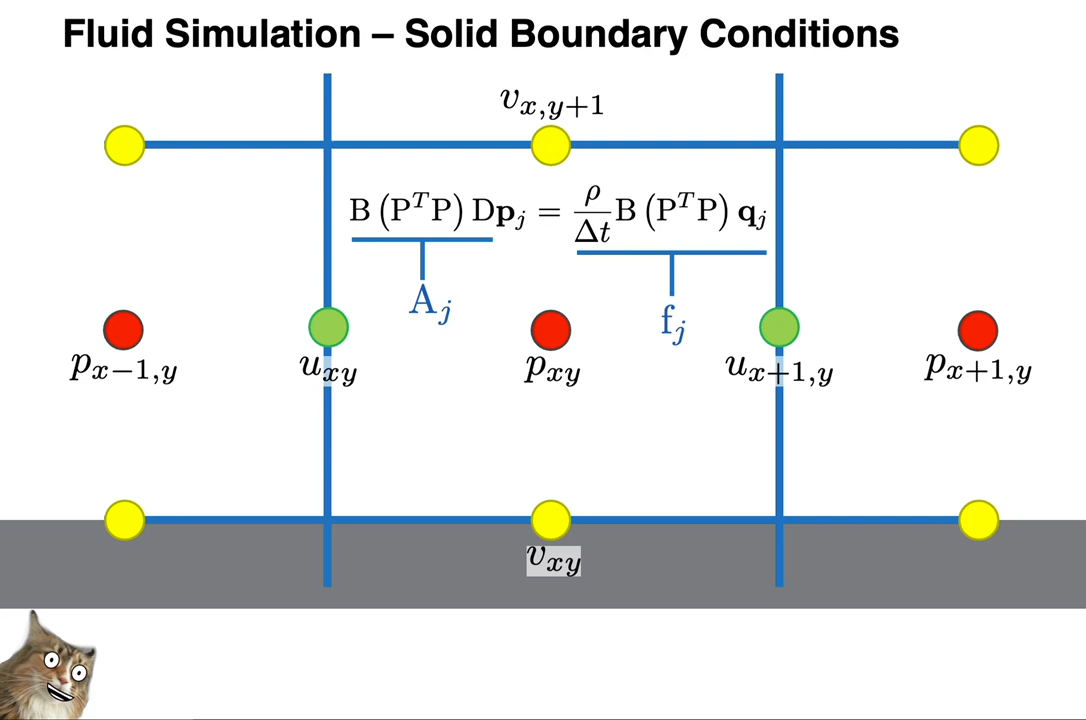 Fluid Simulation – Solid Boundary Conditions
v_{x,y+1}
B (P^T P) Dp_j = \frac{ρ}{Δt} B (P^T P) q_j
A_j f_j
p_{x−1,y} u_{xy} p_{xy} u_{x+1,y} p_{x+1,y}
v_{xy}